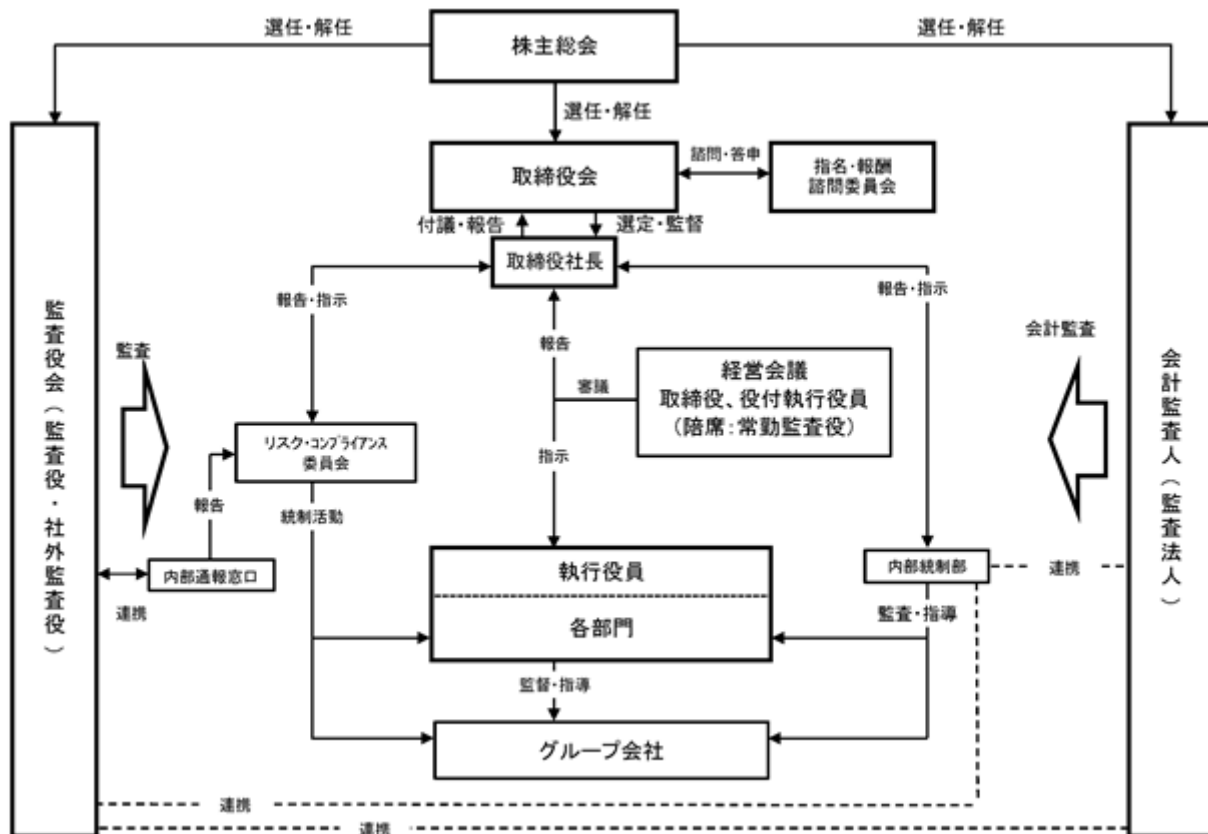 選任・解任
株主総会
選任・解任
選任・解任
取締役会
諮問・答申
指名・報酬
諮問委員会
付議・報告
選定・監督
取締役社長
報告・指示
報告
報告・指示
監査
会計監査
審議
経営会議
取締役、役付執行役員
（陪席：常勤監査役）
監査役会（監査役・社外監査役）
会計監査人（監査法人）
リスク・コンプライアンス
委員会
指示
報告
統制活動
内部通報窓口
連携
執行役員
各部門
内部統制部
連携
監査・指導
監督・指導
グループ会社
連携
連携